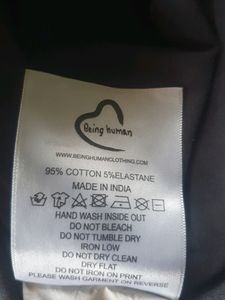 Being human
WWW.BEINGHUMANCLOTHING.COM
95% COTTON 5%ELASTANE
MADE IN INDIA
HAND WASH INSIDE OUT
DO NOT BLEACH
DO NOT TUMBLE DRY
IRON LOW
DO NOT DRY CLEAN
DRY FLAT
DO NOT IRON ON PRINT
PLEASE WASH GARMENT ON REVERSE